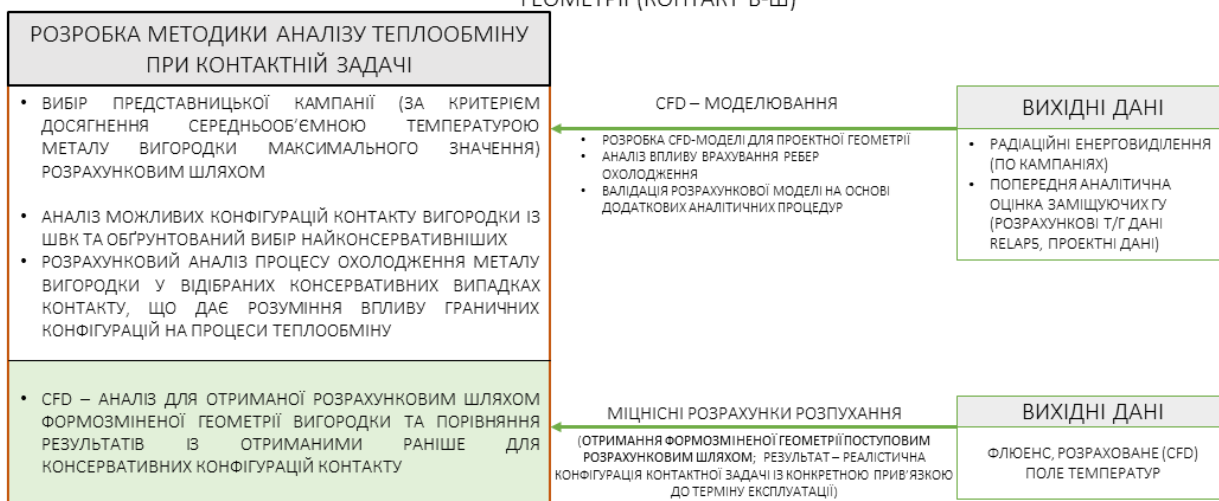 ГЕОМЕТРІЇ (КОНТАКТ В-Ш)
РОЗРОБКА МЕТОДИКИ АНАЛІЗУ ТЕПЛООБМІНУ
ПРИ КОНТАКТНІЙ ЗАДАЧІ
• ВИБІР ПРЕДСТАВНИЦЬКОЇ КАМПАНІЇ (ЗА КРИТЕРІЄМ
ДОСЯГНЕННЯ СЕРЕДНЬООБ’ЄМНОЮ ТЕМПЕРАТУРОЮ
МЕТАЛУ ВИГОРОДКИ МАКСИМАЛЬНОГО ЗНАЧЕННЯ)
РОЗРАХУНКОВИМ ШЛЯХОМ
• АНАЛІЗ МОЖЛИВИХ КОНФІГУРАЦІЙ КОНТАКТУ ВИГОРОДКИ ІЗ
ШВК ТА ОБҐРУНТОВАНИЙ ВИБІР НАЙКОНСЕРВАТИВНІШИХ
• РОЗРАХУНКОВИЙ АНАЛІЗ ПРОЦЕСУ ОХОЛОДЖЕННЯ МЕТАЛУ
ВИГОРОДКИ У ВІДІБРАНИХ КОНСЕРВАТИВНИХ ВИПАДКАХ
КОНТАКТУ, ЩО ДАЄ РОЗУМІННЯ ВПЛИВУ ГРАНИЧНИХ
КОНФІГУРАЦІЙ НА ПРОЦЕСИ ТЕПЛООБМІНУ
• CFD – АНАЛІЗ ДЛЯ ОТРИМАНОЇ РОЗРАХУНКОВИМ ШЛЯХОМ
ФОРМОЗМІНЕНОЇ ГЕОМЕТРІЇ ВИГОРОДКИ ТА ПОРІВНЯННЯ
РЕЗУЛЬТАТІВ ІЗ ОТРИМАНИМИ РАНІШЕ ДЛЯ
КОНСЕРВАТИВНИХ КОНФІГУРАЦІЙ КОНТАКТУ
CFD – МОДЕЛЮВАННЯ
• РОЗРОБКА CFD-МОДЕЛІ ДЛЯ ПРОЕКТНОЇ ГЕОМЕТРІЇ
• АНАЛІЗ ВПЛИВУ ВРАХУВАННЯ РЕБЕР
ОХОЛОДЖЕННЯ
• ВАЛІДАЦІЯ РОЗРАХУНКОВОЇ МОДЕЛІ НА ОСНОВІ
ДОДАТКОВИХ АНАЛІТИЧНИХ ПРОЦЕДУР
ВИХІДНІ ДАНІ
• РАДІАЦІЙНІ ЕНЕРГОВИДІЛЕННЯ
(ПО КАМПАНІЯХ)
• ПОПЕРЕДНЯ АНАЛІТИЧНА
ОЦІНКА ЗАМІЩУЮЧИХ ГУ
(РОЗРАХУНКОВІ Т/Г ДАНІ
RELAP5, ПРОЕКТНІ ДАНІ)
МІЦНІСНІ РОЗРАХУНКИ РОЗПУХАННЯ
(ОТРИМАННЯ ФОРМОЗМІНЕНОЇ ГЕОМЕТРІЇ ПОСТУПОВИМ
РОЗРАХУНКОВИМ ШЛЯХОМ; РЕЗУЛЬТАТ – РЕАЛІСТИЧНА
КОНФІГУРАЦІЯ КОНТАКТНОЇ ЗАДАЧІ ІЗ КОНКРЕТНОЮ ПРИВ’ЯЗКОЮ
ДО ТЕРМІНУ ЕКСПЛУАТАЦІЇ)
ВИХІДНІ ДАНІ
ФЛЮЕНС, РОЗРАХОВАНЕ (CFD)
ПОЛЕ ТЕМПЕРАТУР